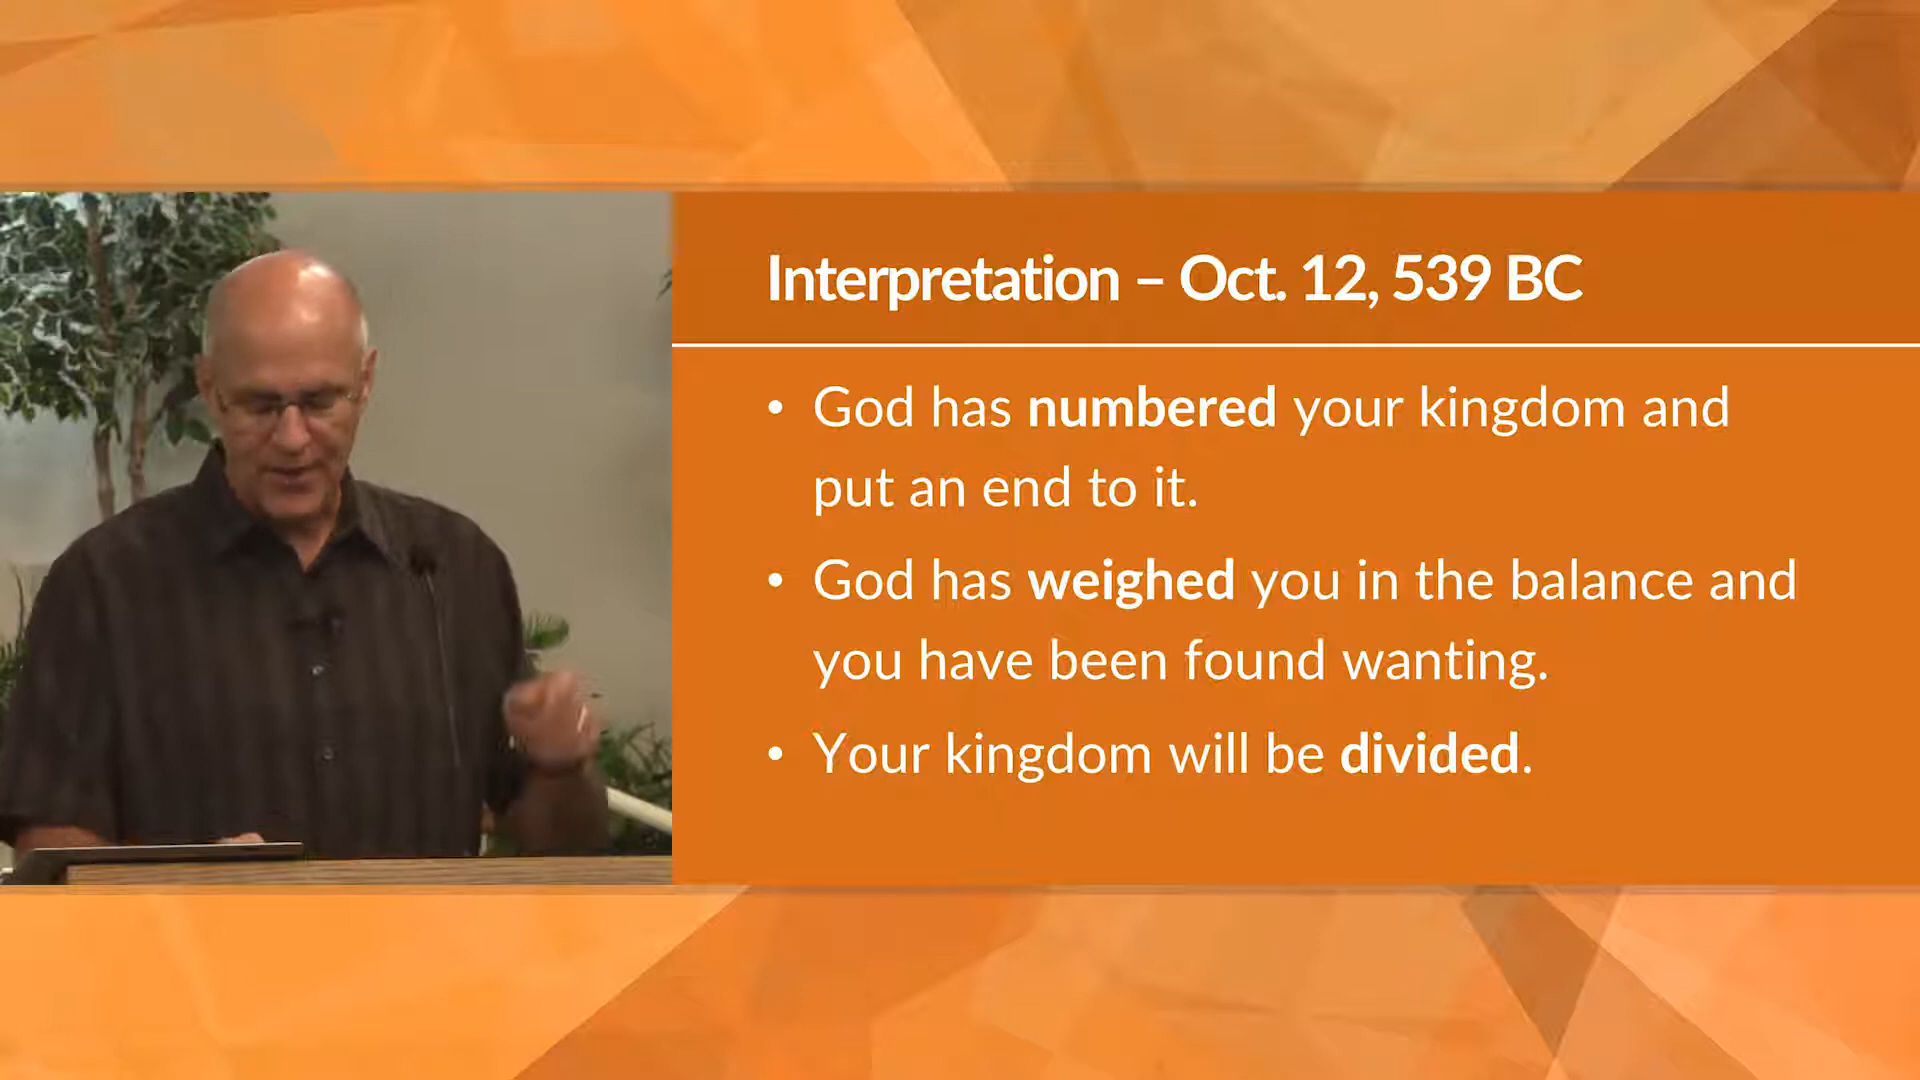 Interpretation – Oct. 12, 539 BC
• God has numbered your kingdom and
put an end to it.
• God has weighed you in the balance and
you have been found wanting.
• Your kingdom will be divided.